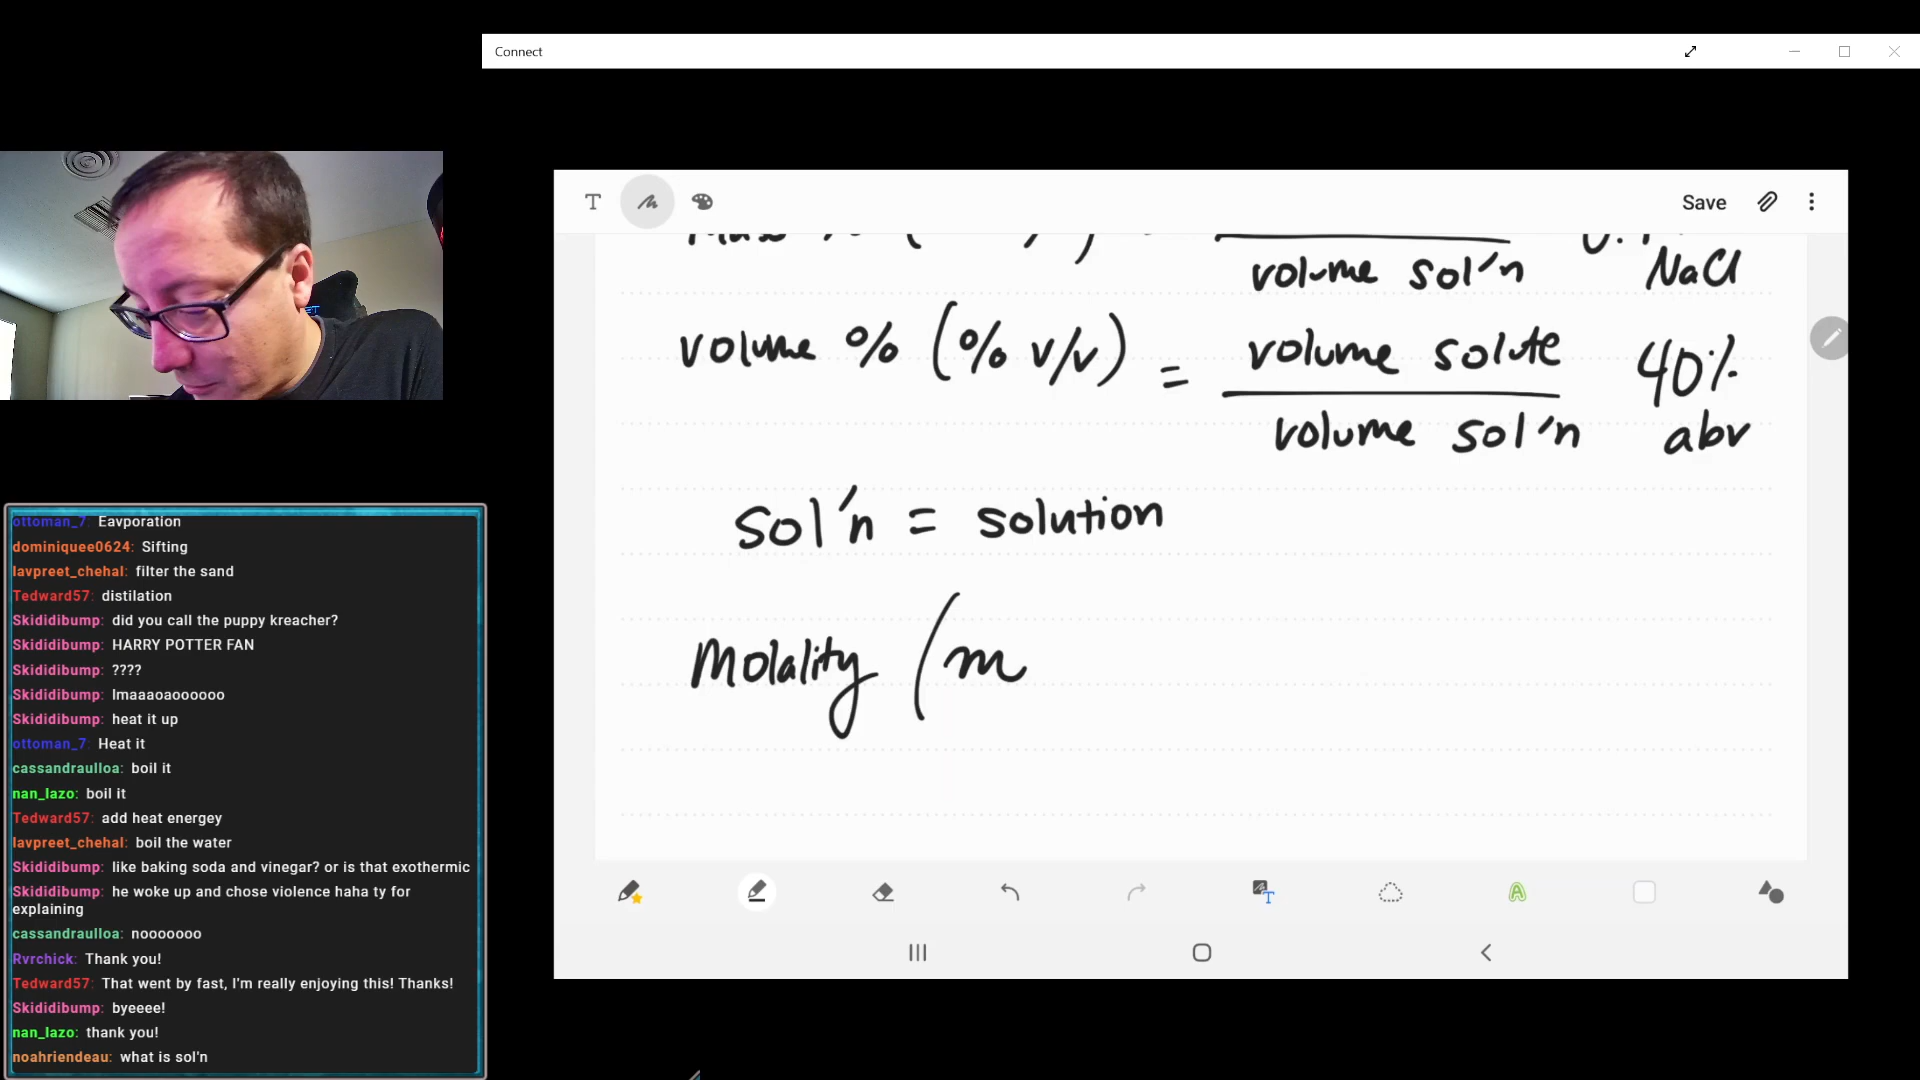 Connect
T
Save
volume sol'n
NaCl
volume % (% v/v) = volume solute 40%
volume sol'n abv
sol'n = solution
Molality (m
ottoman_7: Eavporation
dominiquee0624: Sifting
lavpreet_chehal: filter the sand
Tedward57: distilation
Skididibump: did you call the puppy kreacher?
Skididibump: HARRY POTTER FAN
Skididibump: ????
Skididibump: lmaaaoaoooooo
Skididibump: heat it up
ottoman_7: Heat it
cassandraulloa: boil it
nan_lazo: boil it
Tedward57: add heat energey
lavpreet_chehal: boil the water
Skididibump: like baking soda and vinegar? or is that exothermic
Skididibump: he woke up and chose violence haha ty for
explaining
cassandraulloa: nooooooo
Rvrchick: Thank you!
Tedward57: That went by fast, I'm really enjoying this! Thanks!
Skididibump: byeeee!
nan_lazo: thank you!
noahriendeau: what is sol'n